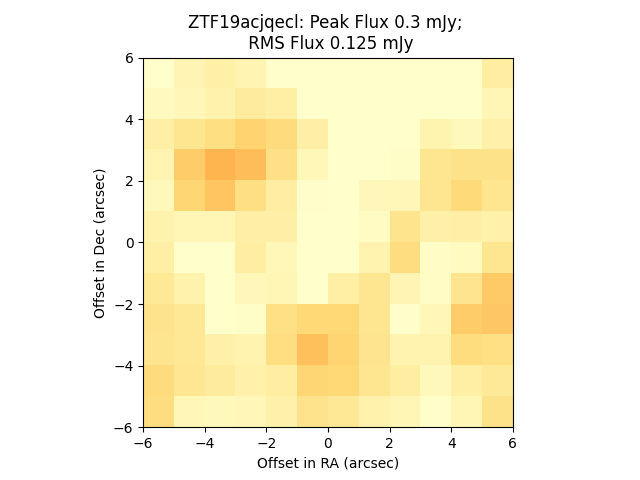 ZTF19acjqecl: Peak Flux 0.3 mJy;
RMS Flux 0.125 mJy
6
4
2
0
−2
−4
−6
Offset in Dec (arcsec)
−6 −4 −2 0 2 4 6
Offset in RA (arcsec)